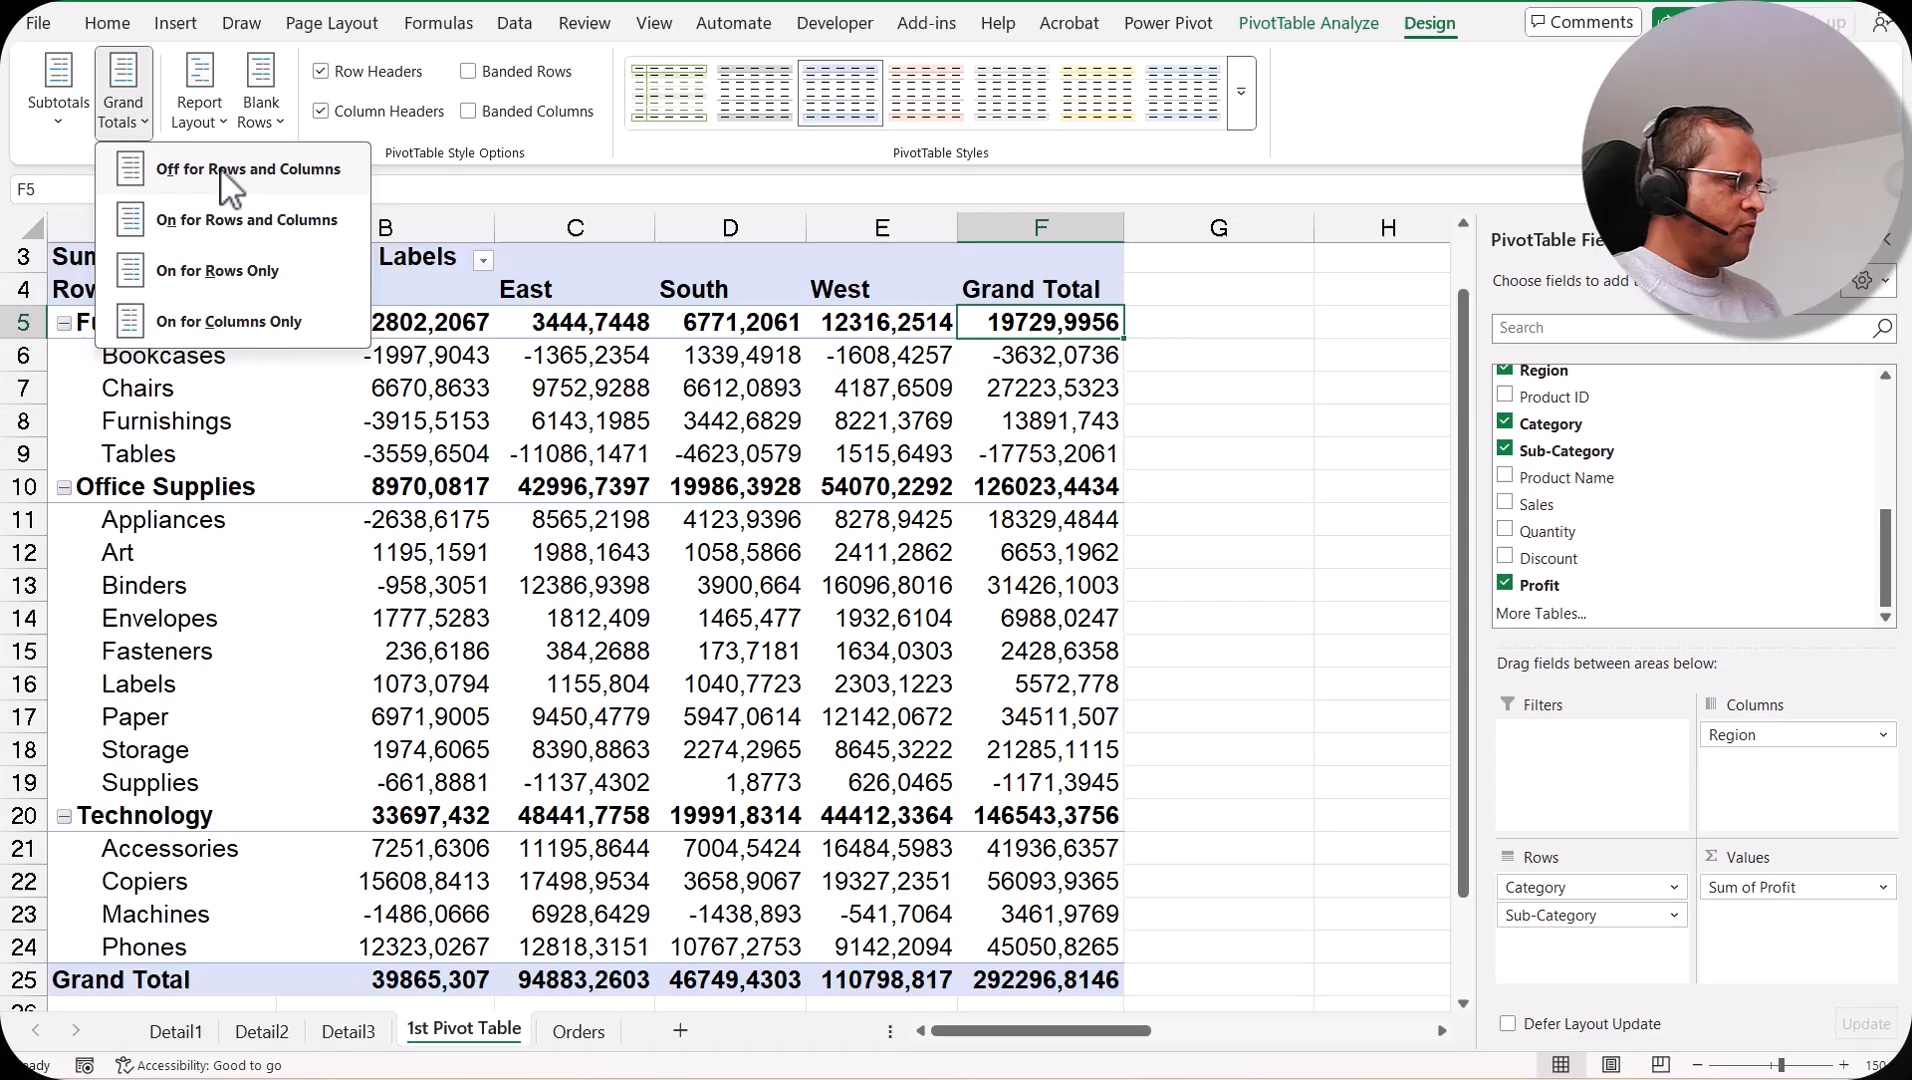 File Home Insert Draw Page Layout Formulas Data Review View Automate Developer Add-ins Help Acrobat Power Pivot PivotTable Analyze Design Comments
Subtotals Grand Totals Report Layout Blank Rows
Row Headers Banded Rows
Column Headers Banded Columns
PivotTable Style Options PivotTable Styles
Off for Rows and Columns
On for Rows and Columns
On for Rows Only
On for Columns Only
F5
B C D E F G H
3 Sum Labels
4 Row East South West Grand Total
5 2802,2067 3444,7448 6771,2061 12316,2514 19729,9956
6 Bookcases -1997,9043 -1365,2354 1339,4918 -1608,4257 -3632,0736
7 Chairs 6670,8633 9752,9288 6612,0893 4187,6509 27223,5323
8 Furnishings -3915,5153 6143,1985 3442,6829 8221,3769 13891,743
9 Tables -3559,6504 -11086,1471 -4623,0579 1515,6493 -17753,2061
10 Office Supplies 8970,0817 42996,7397 19986,3928 54070,2292 126023,4434
11 Appliances -2638,6175 8565,2198 4123,9396 8278,9425 18329,4844
12 Art 1195,1591 1988,1643 1058,5866 2411,2862 6653,1962
13 Binders -958,3051 12386,9398 3900,664 16096,8016 31426,1003
14 Envelopes 1777,5283 1812,409 1465,477 1932,6104 6988,0247
15 Fasteners 236,6186 384,2688 173,7181 1634,0303 2428,6358
16 Labels 1073,0794 1155,804 1040,7723 2303,1223 5572,778
17 Paper 6971,9005 9450,4779 5947,0614 12142,0672 34511,507
18 Storage 1974,6065 8390,8863 2274,2965 8645,3222 21285,1115
19 Supplies -661,8881 -1137,4302 1,8773 626,0465 -1171,3945
20 Technology 33697,432 48441,7758 19991,8314 44412,3364 146543,3756
21 Accessories 7251,6306 11195,8644 7004,5424 16484,5983 41936,6357
22 Copiers 15608,8413 17498,9534 3658,9067 19327,2351 56093,9365
23 Machines -1486,0666 6928,6429 -1438,893 -541,7064 3461,9769
24 Phones 12323,0267 12818,3151 10767,2753 9142,2094 45050,8265
25 Grand Total 39865,307 94883,2603 46749,4303 110798,817 292296,8146
PivotTable Fi
Choose fields to add
Search
Region
Product ID
Category
Sub-Category
Product Name
Sales
Quantity
Discount
Profit
More Tables...
Drag fields between areas below:
Filters Columns
Region
Rows Σ Values
Category Sum of Profit
Sub-Category
Defer Layout Update Update
Detail1 Detail2 Detail3 1st Pivot Table Orders
Accessibility: Good to go